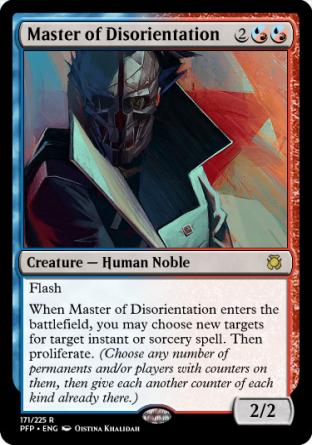 Master of Disorientation 2
Creature — Human Noble
Flash
When Master of Disorientation enters the
battlefield, you may choose new targets
for target instant or sorcery spell. Then
proliferate. (Choose any number of
permanents and/or players with counters on
them, then give each another counter of each
kind already there.)
171/225 R
PFP • ENG Oistina Khalidah
2/2